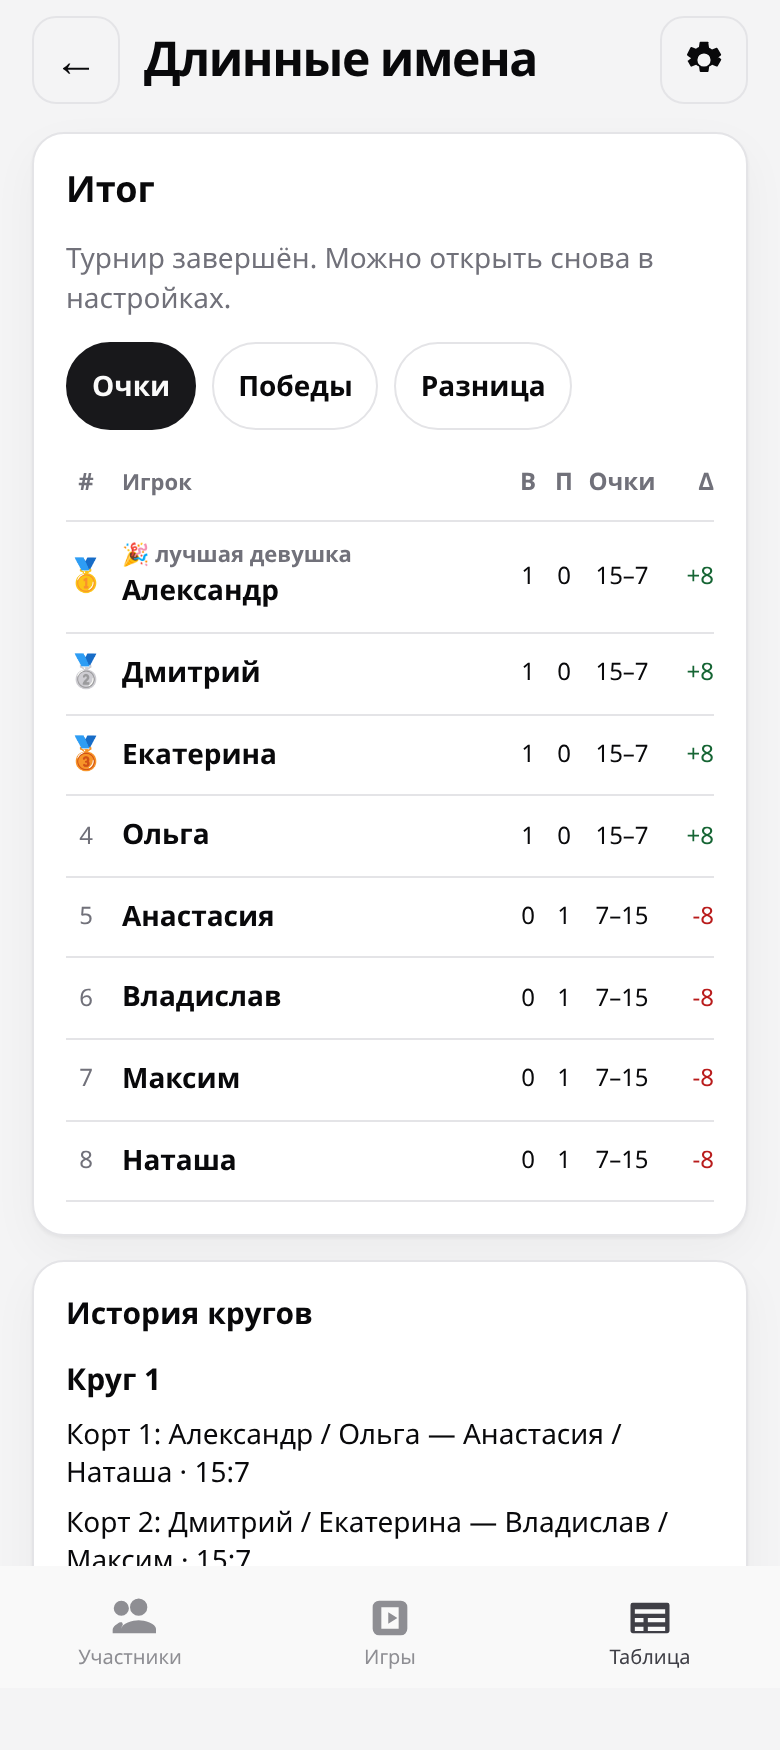 ← Длинные имена
Итог
Турнир завершён. Можно открыть снова в
настройках.
Очки Победы Разница
# Игрок В П Очки Δ
🥇 🎉 лучшая девушка
Александр 1 0 15–7 +8
🥈 Дмитрий 1 0 15–7 +8
🥉 Екатерина 1 0 15–7 +8
4 Ольга 1 0 15–7 +8
5 Анастасия 0 1 7–15 -8
6 Владислав 0 1 7–15 -8
7 Максим 0 1 7–15 -8
8 Наташа 0 1 7–15 -8
История кругов
Круг 1
Корт 1: Александр / Ольга — Анастасия /
Наташа · 15:7
Корт 2: Дмитрий / Екатерина — Владислав /
Максим · 15:7
Участники Игры Таблица